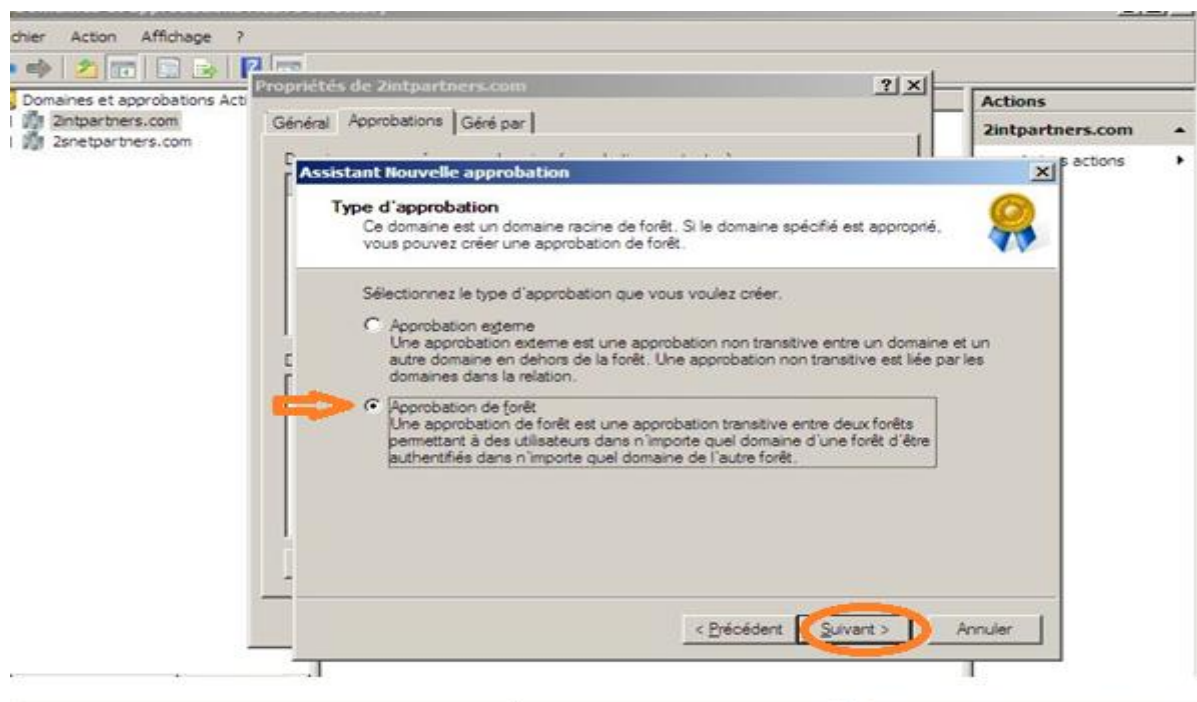 chier Action Affichage ?
Domaines et approbations Acti
2intpartners.com
2snetpartners.com
Propriétés de 2intpartners.com
Général Approbations Géré par
Actions
2intpartners.com
s actions
Assistant Nouvelle approbation
Type d'approbation
Ce domaine est un domaine racine de forêt. Si le domaine spécifié est approprié,
vous pouvez créer une approbation de forêt.
Sélectionnez le type d'approbation que vous voulez créer.
Approbation externe
Une approbation externe est une approbation non transitive entre un domaine et un
autre domaine en dehors de la forêt. Une approbation non transitive est liée par les
domaines dans la relation.
Approbation de forêt
Une approbation de forêt est une approbation transitive entre deux forêts
permettant à des utilisateurs dans n'importe quel domaine d'une forêt d'être
authentifiés dans n'importe quel domaine de l'autre forêt.
< Précédent Suivant > Annuler